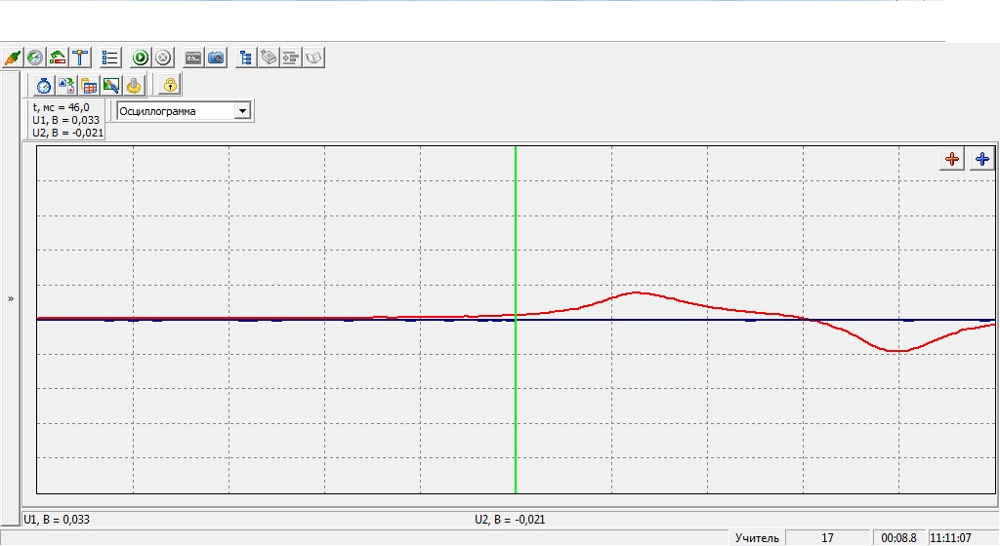 t, мс = 46,0
U1, В = 0,033
U2, В = -0,021
Осциллограмма
»
U1, В = 0,033 U2, В = -0,021
Учитель 17 00:08.8 11:11:07